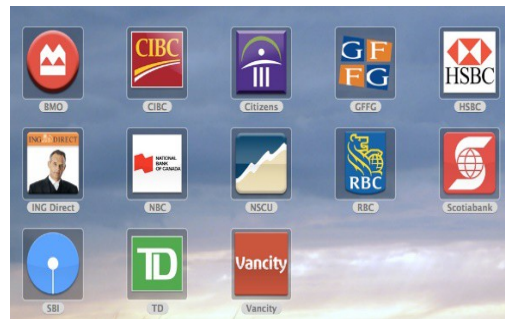 CIBC
GF
FG
HSBC
BMO
CIBC
Citizens
GFFG
HSBC
ING DIRECT
NATIONAL
BANK
OF CANADA
RBC
ING Direct
NBC
NSCU
RBC
Scotiabank
TD
Vancity
SBI
TD
Vancity